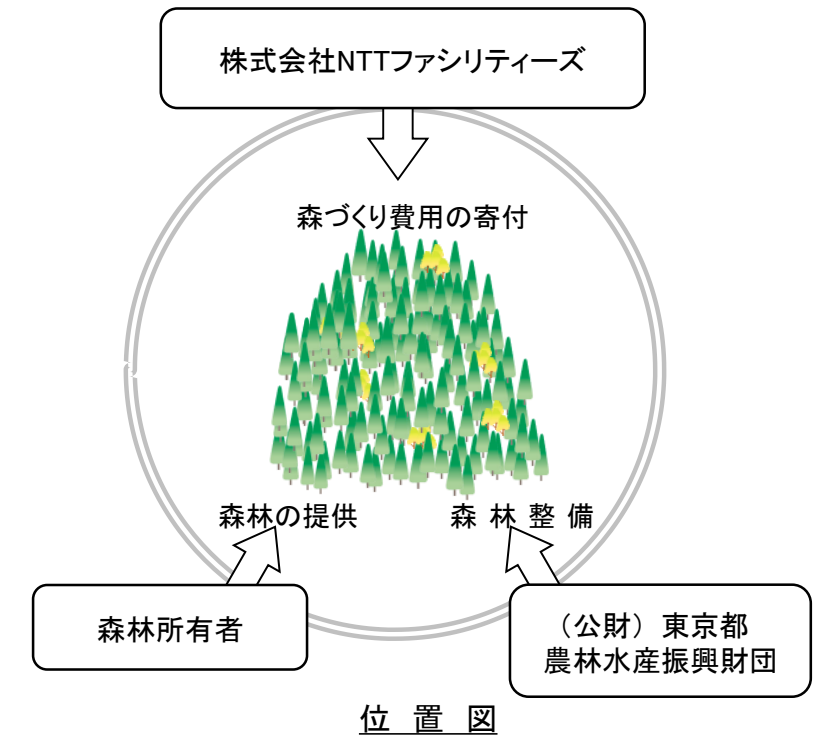 株式会社NTTファシリティーズ
森づくり費用の寄付
森林の提供
森 林 整 備
森林所有者
（公財）東京都
農林水産振興財団
位 置 図